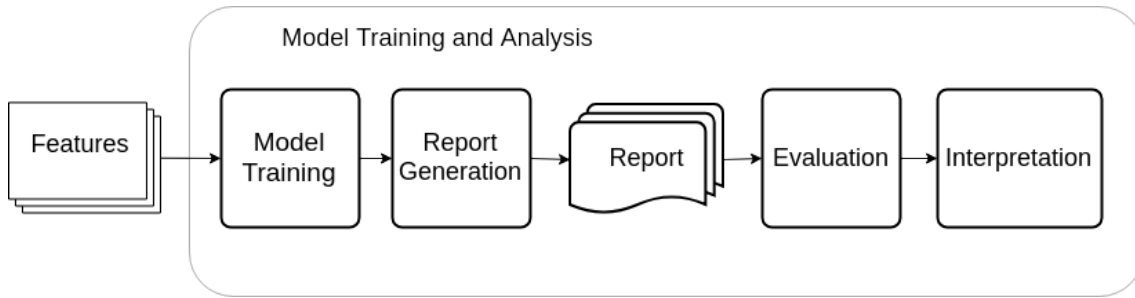 Model Training and Analysis
Features
Model
Training
Report
Generation
Report
Evaluation
Interpretation